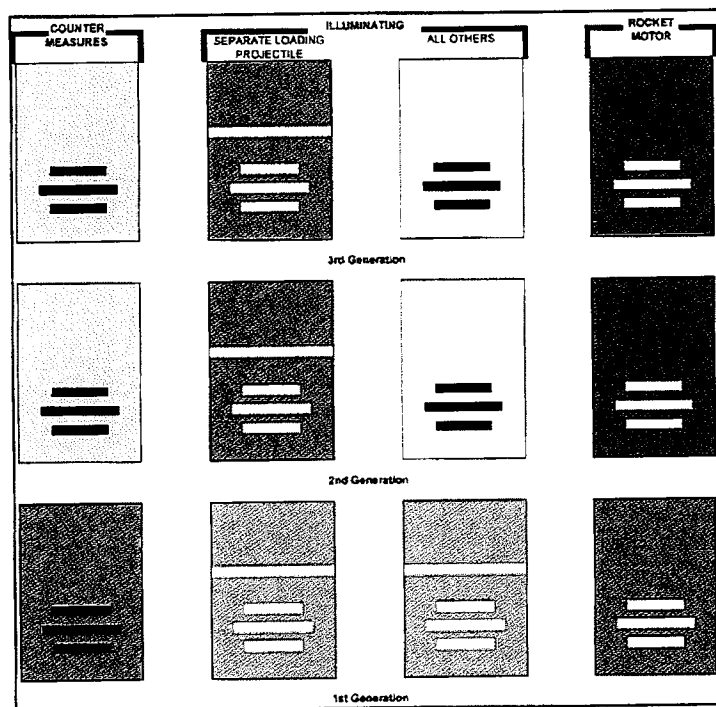 COUNTER
MEASURES
ILLUMINATING
SEPARATE LOADING
PROJECTILE
ALL OTHERS
ROCKET
MOTOR
3rd Generation
2nd Generation
1st Generation